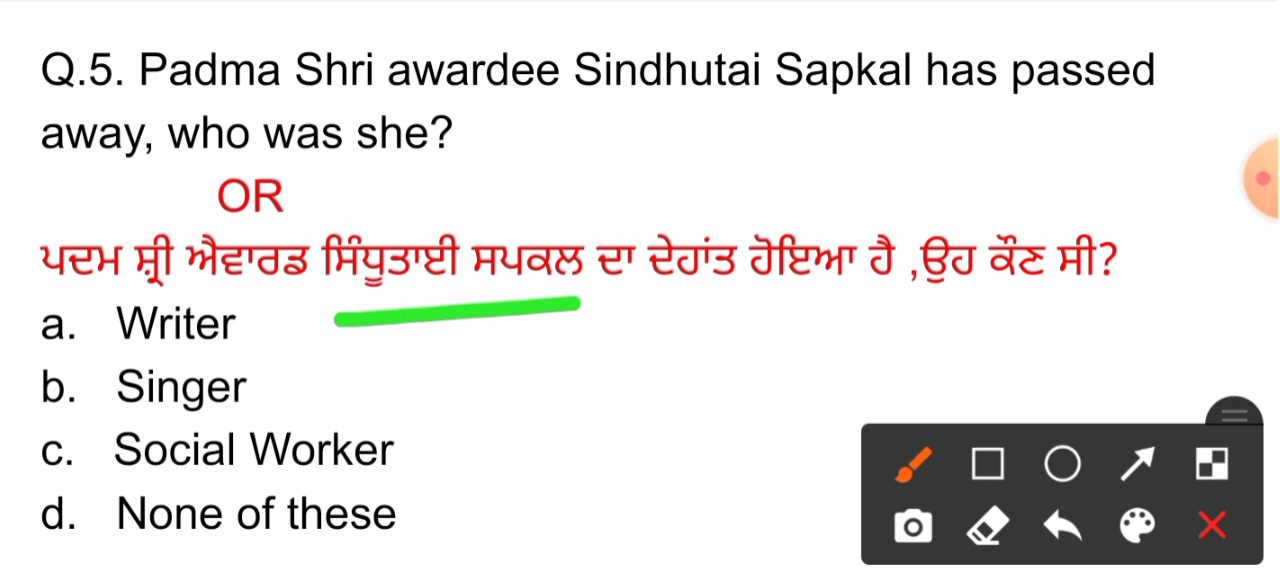 Q.5. Padma Shri awardee Sindhutai Sapkal has passed
away, who was she?
OR
ਪਦਮ ਸ਼੍ਰੀ ਐਵਾਰਡ ਸਿੰਧੂਤਾਈ ਸਪਕਲ ਦਾ ਦੇਹਾਂਤ ਹੋਇਆ ਹੈ ,ਉਹ ਕੌਣ ਸੀ?
a. Writer
b. Singer
c. Social Worker
d. None of these